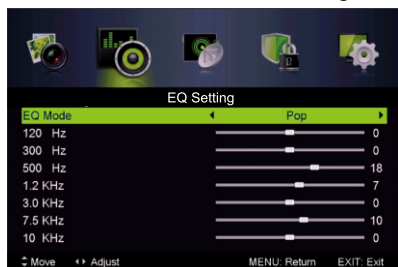 EQ Setting
EQ Mode Pop
120 Hz 0
300 Hz 0
500 Hz 18
1.2 KHz 7
3.0 KHz 0
7.5 KHz 10
10 KHz 0
Move Adjust MENU: Return EXIT: Exit